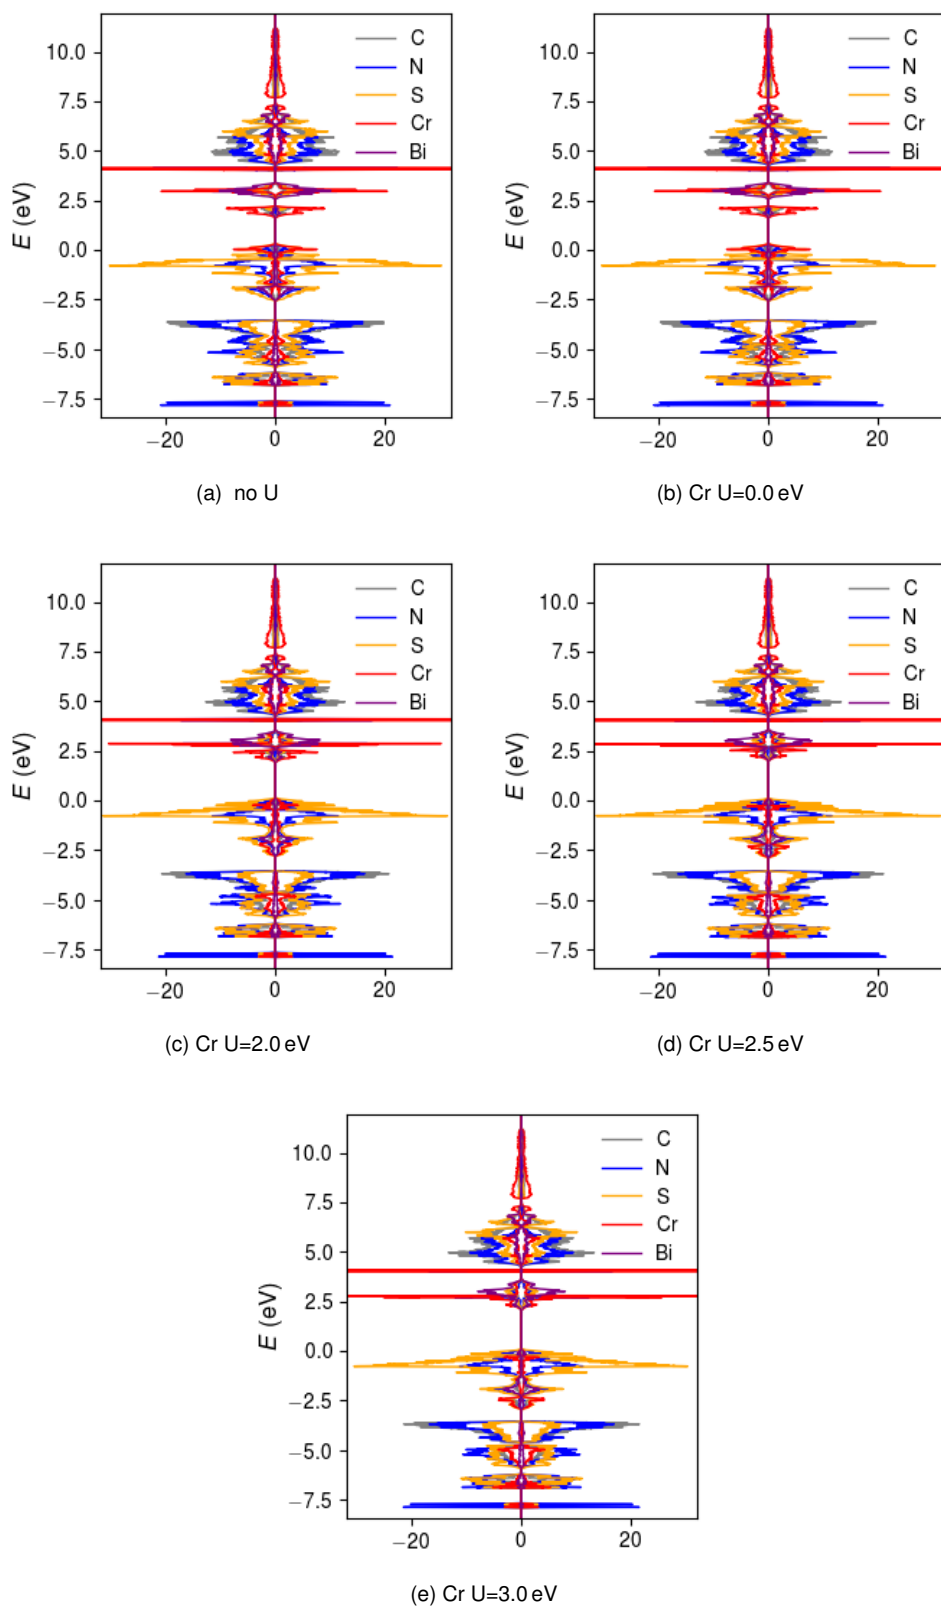 10.0
7.5
5.0
2.5
0.0
−2.5
−5.0
−7.5
E (eV)
−20 0 20
C
N
S
Cr
Bi
(a) no U
10.0
7.5
5.0
2.5
0.0
−2.5
−5.0
−7.5
E (eV)
−20 0 20
C
N
S
Cr
Bi
(b) Cr U=0.0 eV
10.0
7.5
5.0
2.5
0.0
−2.5
−5.0
−7.5
E (eV)
−20 0 20
C
N
S
Cr
Bi
(c) Cr U=2.0 eV
10.0
7.5
5.0
2.5
0.0
−2.5
−5.0
−7.5
E (eV)
−20 0 20
C
N
S
Cr
Bi
(d) Cr U=2.5 eV
10.0
7.5
5.0
2.5
0.0
−2.5
−5.0
−7.5
E (eV)
−20 0 20
C
N
S
Cr
Bi
(e) Cr U=3.0 eV